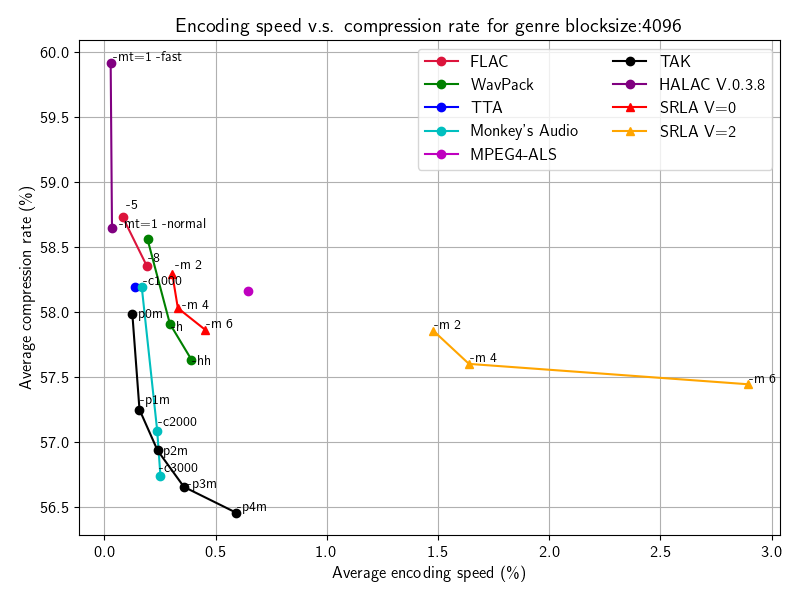 Encoding speed v.s. compression rate for genre blocksize:4096
FLAC
WavPack
TTA
Monkey's Audio
MPEG4-ALS
TAK
HALAC V.0.3.8
SRLA V=0
SRLA V=2
-mt=1 -fast
-5
-mt=1 -normal
-8
-m 2
-c1000
-m 4
p0m
-h
-m 6
-hh
-m 2
-m 4
-m 6
-p1m
-c2000
-p2m
-c3000
-p3m
-p4m
60.0
59.5
59.0
58.5
58.0
57.5
57.0
56.5
Average compression rate (%)
0.0
0.5
1.0
1.5
2.0
2.5
3.0
Average encoding speed (%)